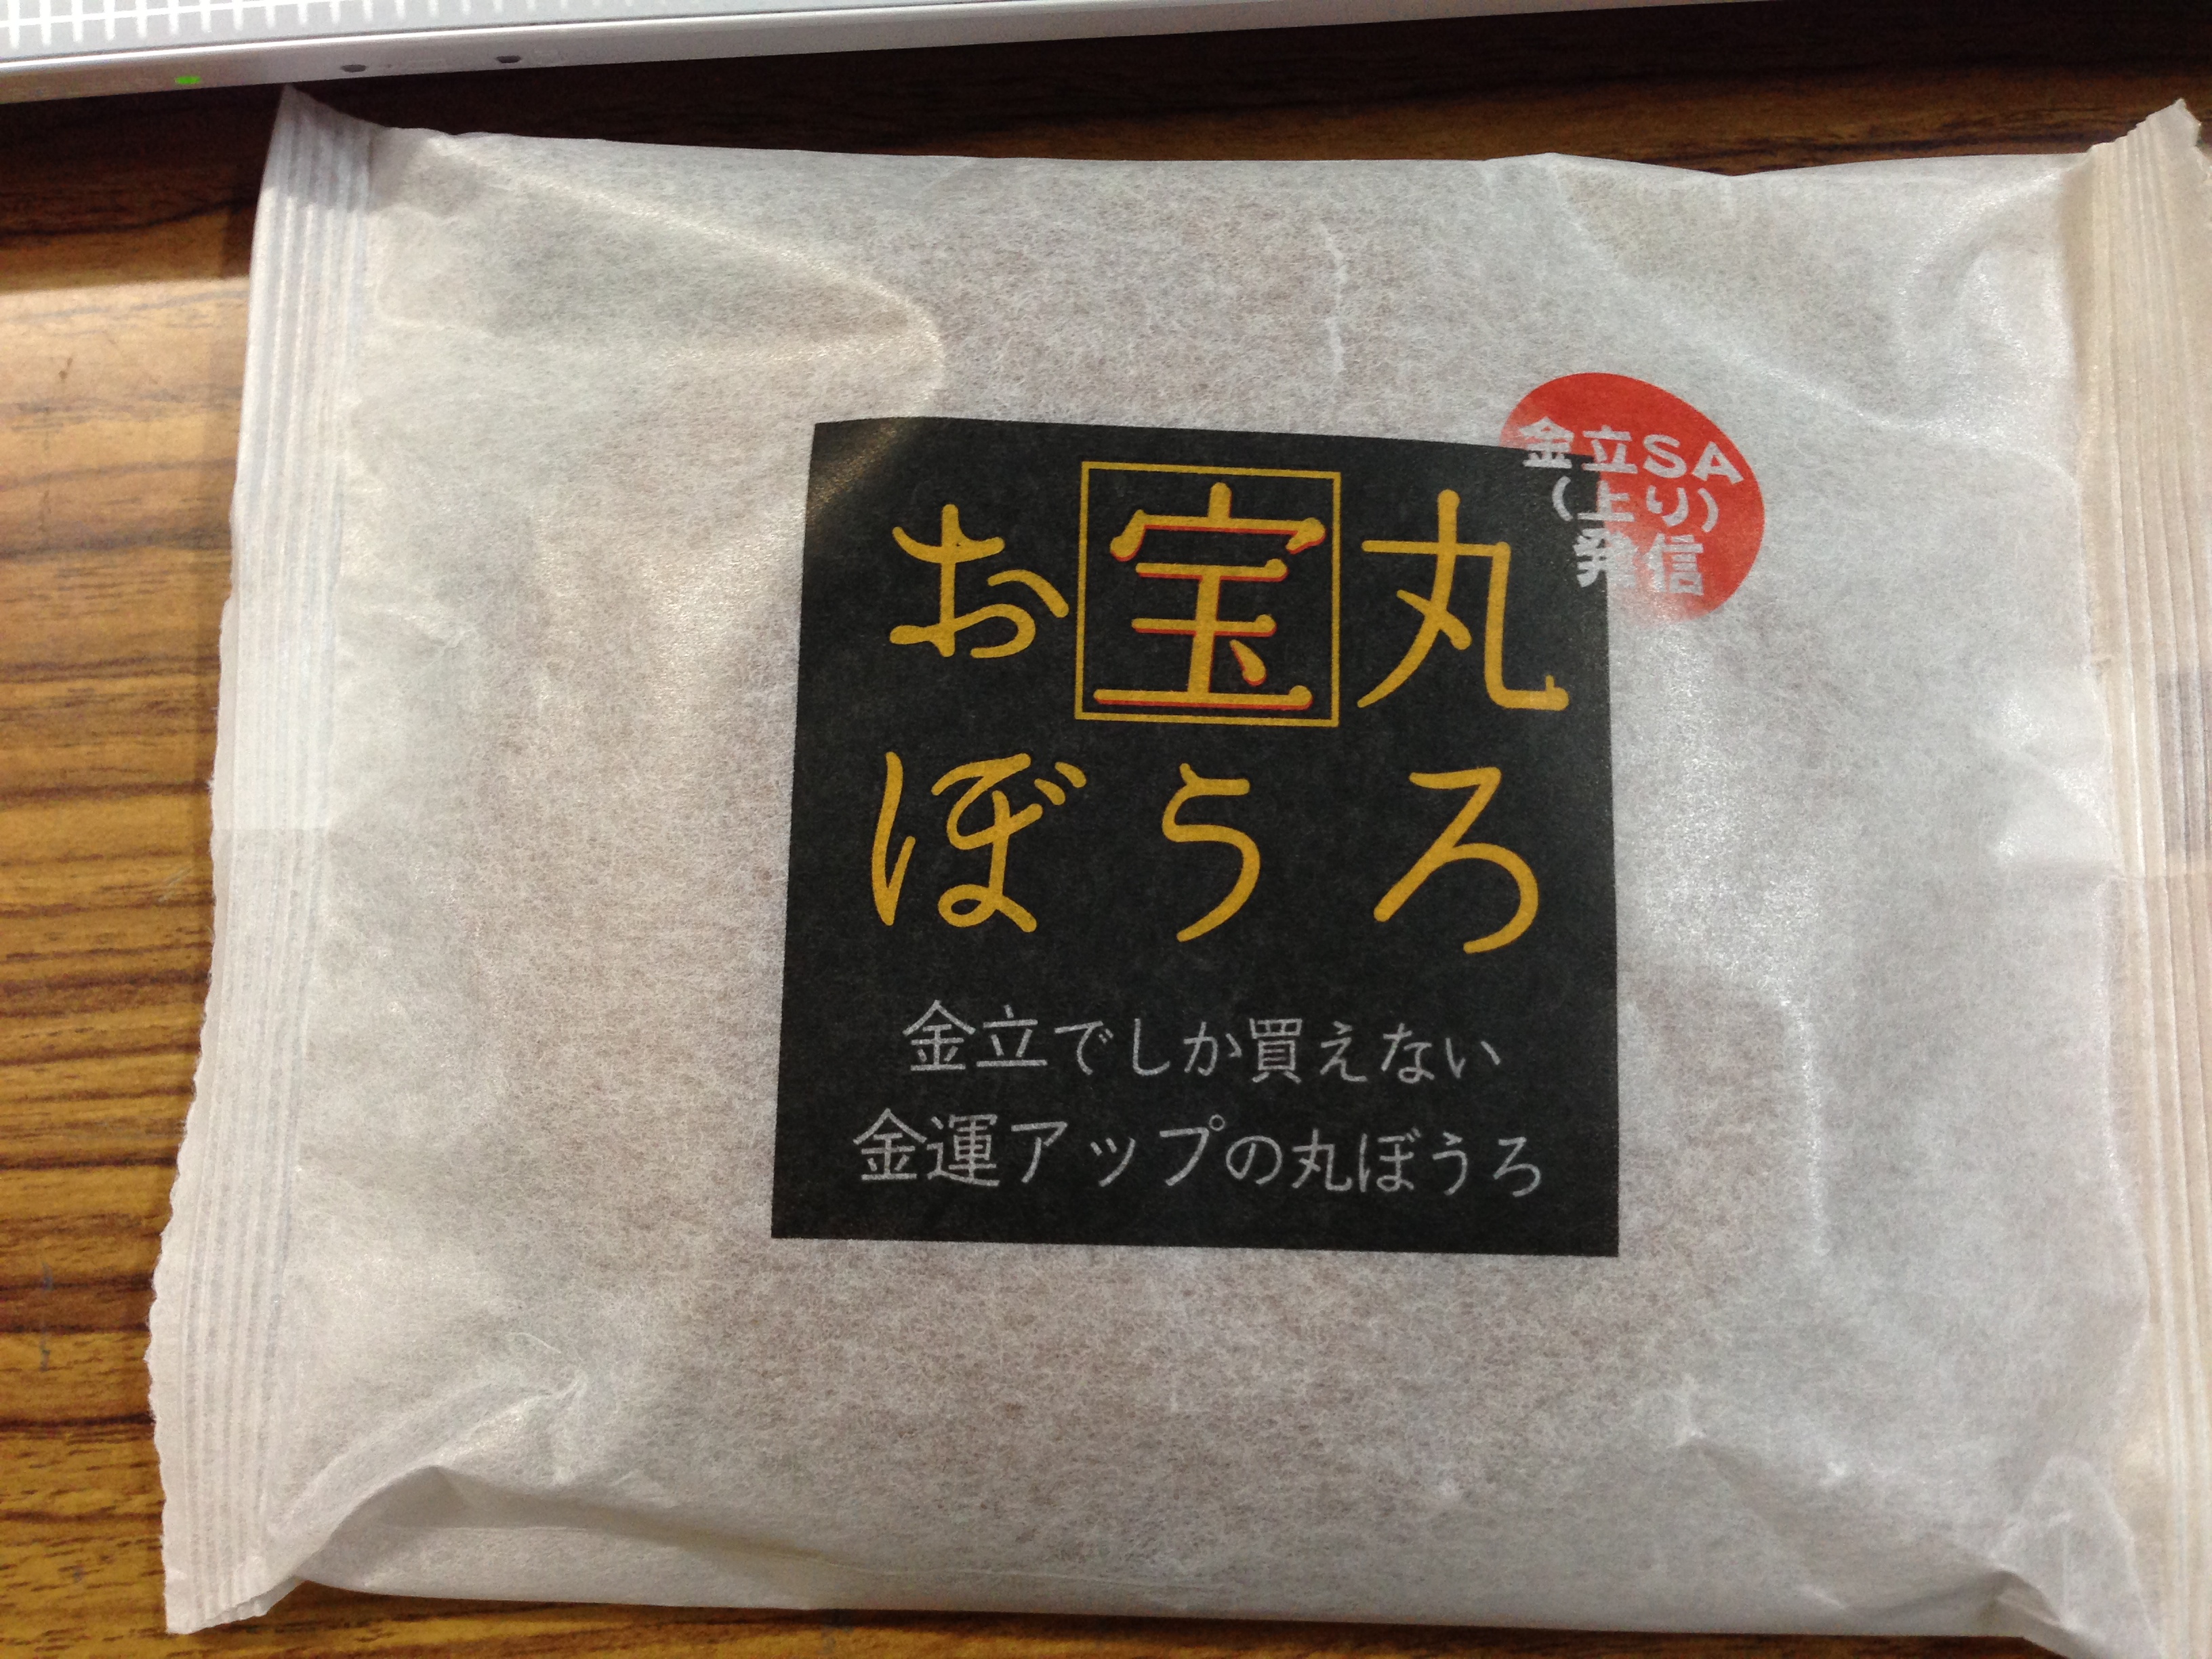 金立SA
(上り)
発信
お宝丸
ぼうろ
金立でしか買えない
金運アップの丸ぼうろ